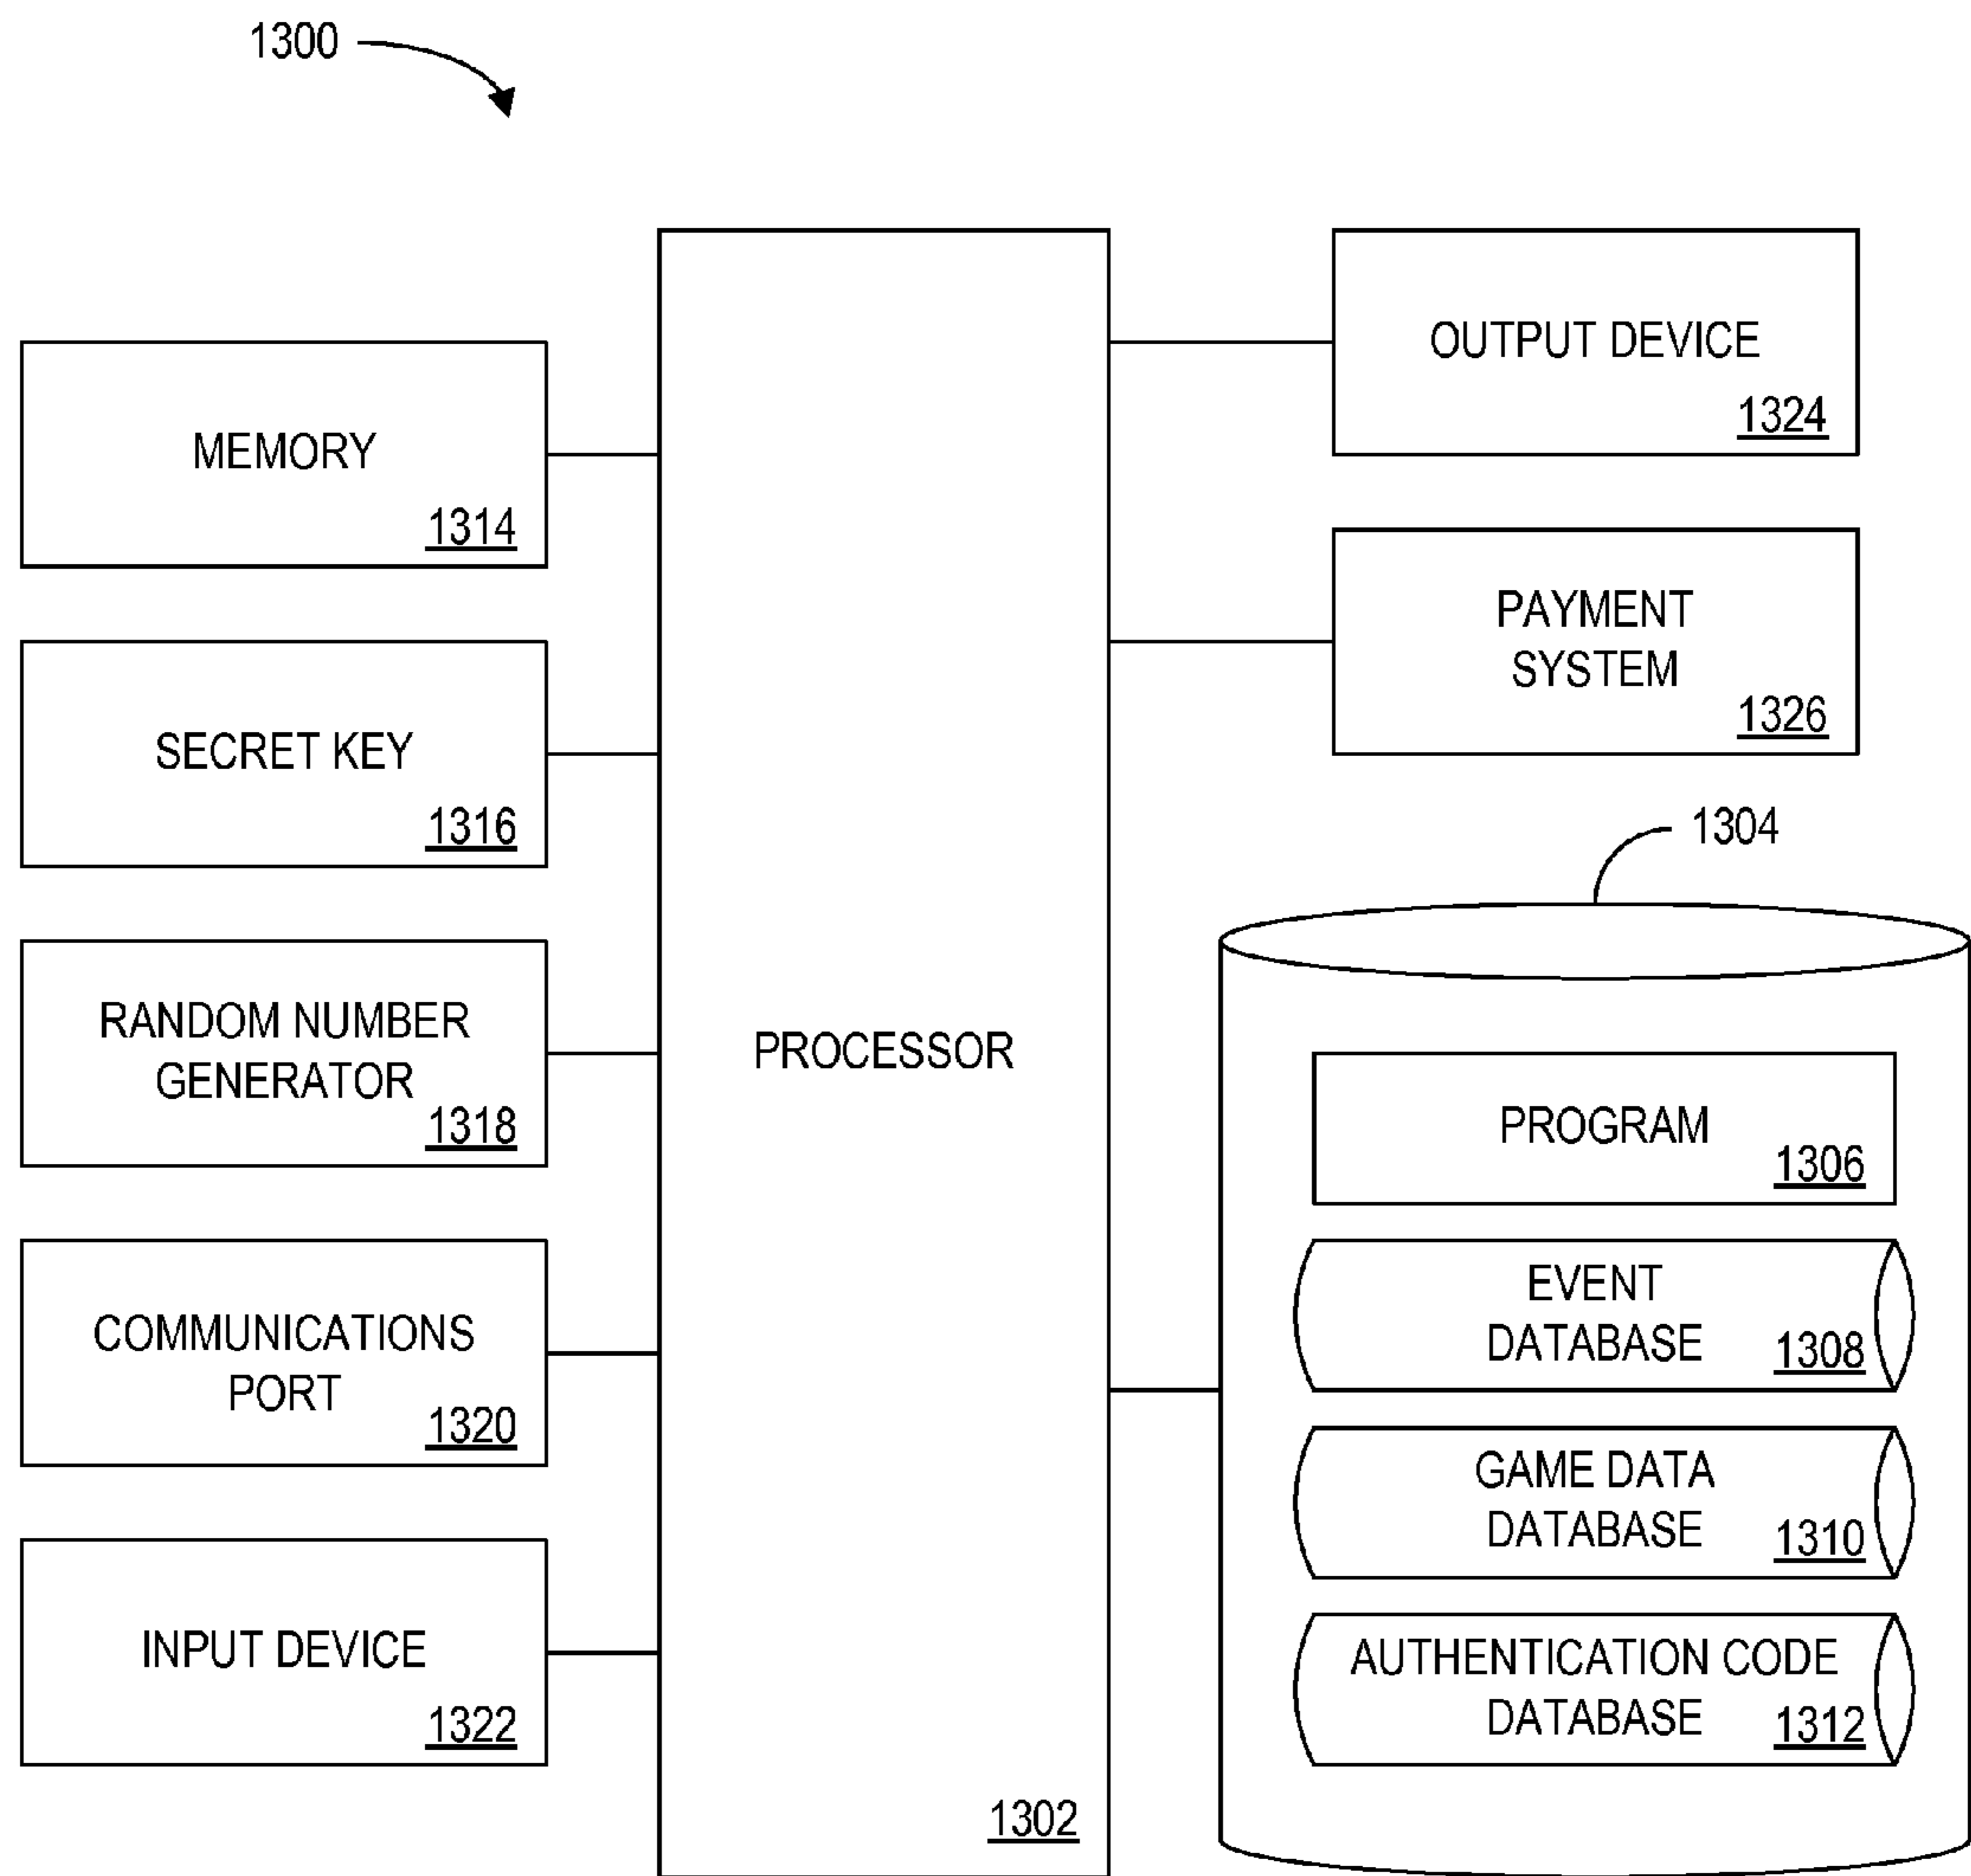 1300
MEMORY
1314
SECRET KEY
1316
RANDOM NUMBER
GENERATOR
1318
COMMUNICATIONS
PORT
1320
INPUT DEVICE
1322
PROCESSOR
1302
OUTPUT DEVICE
1324
PAYMENT
SYSTEM
1326
1304
PROGRAM
1306
EVENT
DATABASE
1308
GAME DATA
DATABASE
1310
AUTHENTICATION CODE
DATABASE
1312